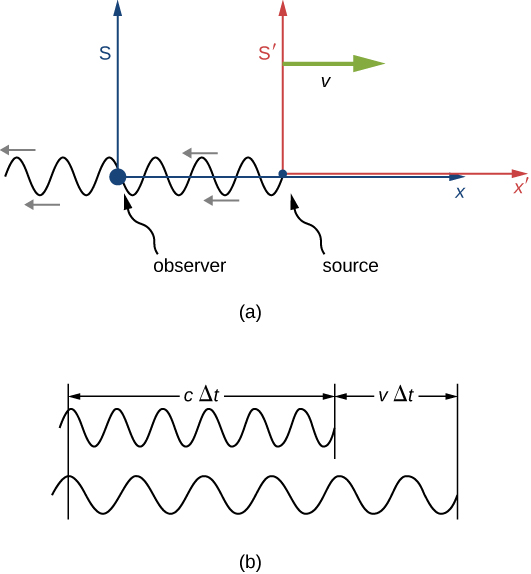 S
S′
v
x
x′
observer
source
(a)
c Δt
v Δt
(b)